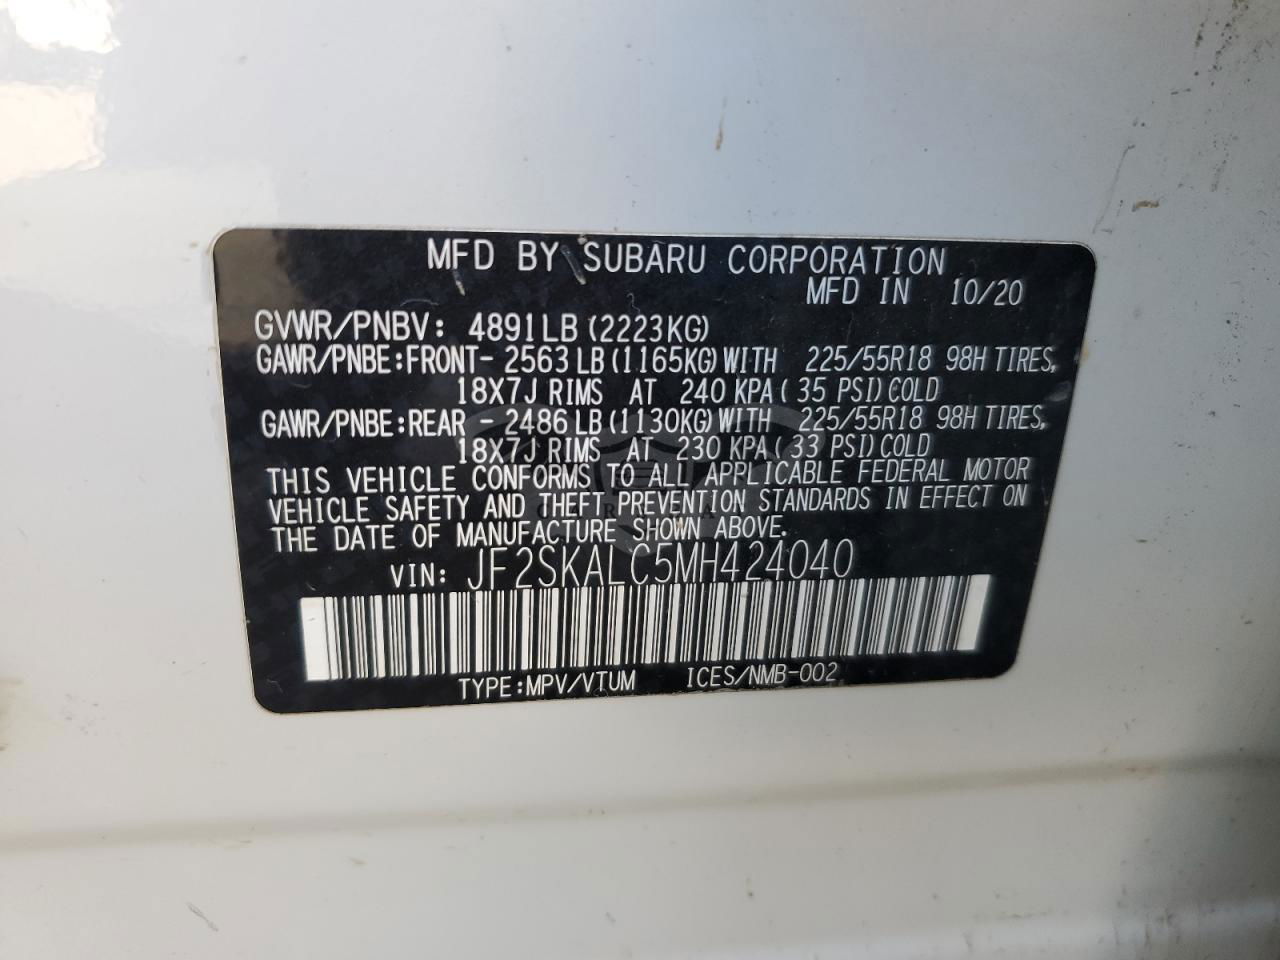 MFD BY SUBARU CORPORATION
MFD IN 10/20
GVWR/PNBV: 4891LB (2223KG)
GAWR/PNBE:FRONT- 2563 LB (1165KG) WITH 225/55R18 98H TIRES,
18X7J RIMS AT 240 KPA ( 35 PSI) COLD
GAWR/PNBE:REAR - 2486 LB (1130KG) WITH 225/55R18 98H TIRES,
18X7J RIMS AT 230 KPA ( 33 PSI) COLD
THIS VEHICLE CONFORMS TO ALL APPLICABLE FEDERAL MOTOR
VEHICLE SAFETY AND THEFT PREVENTION STANDARDS IN EFFECT ON
THE DATE OF MANUFACTURE SHOWN ABOVE.
VIN: JF2SKALC5MH424040
TYPE:MPV/VTUM ICES/NMB-002